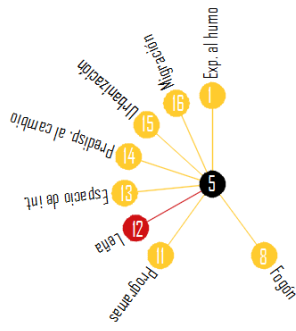 Exp. al humo
1
Migración
16
Urbanización
15
Predisp. al cambio
14
Espacio de int.
13
Leña
12
Programas
11
Fogón
8
5